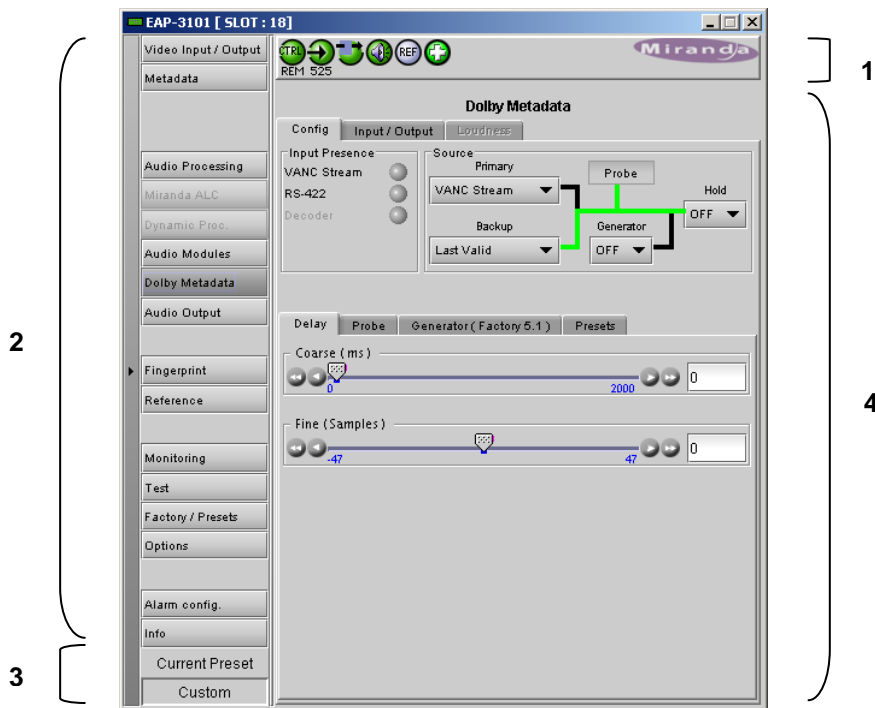 EAP-3101 [ SLOT : 18]
Video Input / Output
Metadata
Audio Processing
Miranda ALC
Dynamic Proc.
Audio Modules
Dolby Metadata
Audio Output
Fingerprint
Reference
Monitoring
Test
Factory / Presets
Options
Alarm config.
Info
Current Preset
Custom
CTRL
REF
REM 525
Miranda
Dolby Metadata
Config
Input / Output
Loudness
Input Presence
VANC Stream
RS-422
Decoder
Source
Primary
VANC Stream
Probe
Hold
OFF
Backup
Last Valid
Generator
OFF
Delay
Probe
Generator ( Factory 5.1 )
Presets
Coarse ( ms )
0
2000
0
Fine (Samples )
-47
47
0
1
2
3
4